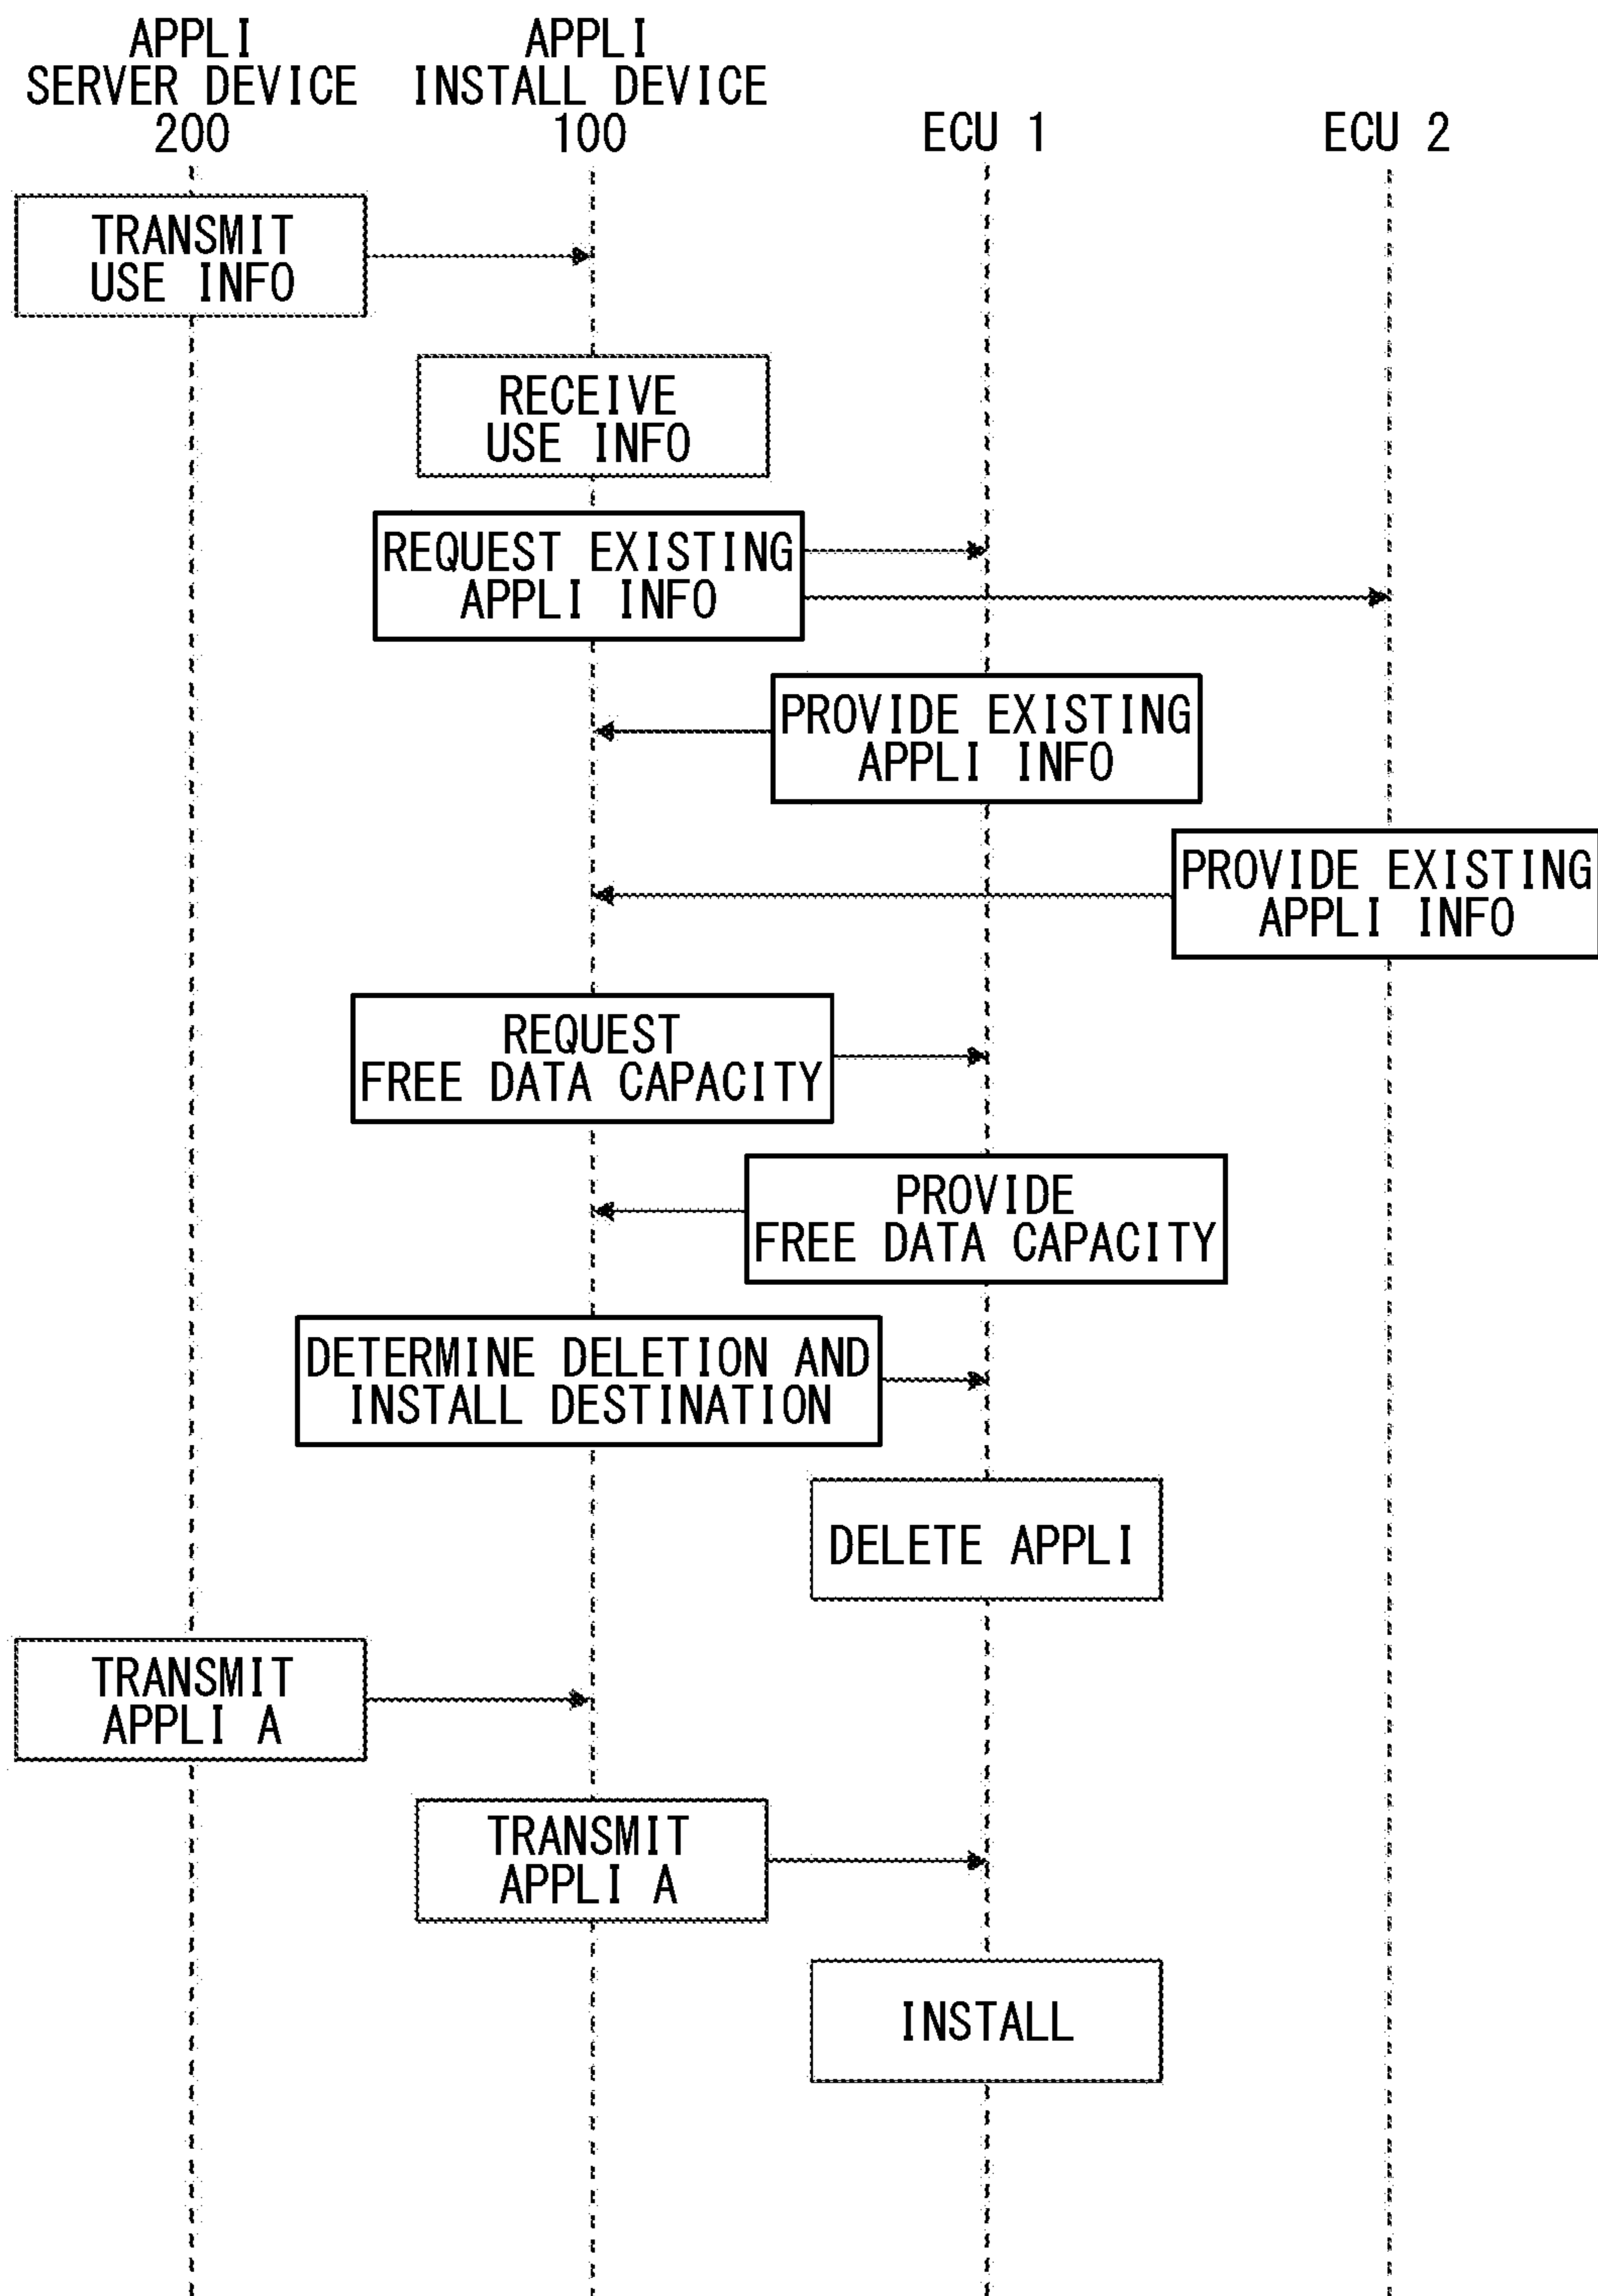 APPLI
SERVER DEVICE
200
APPLI
INSTALL DEVICE
100
ECU 1
ECU 2
TRANSMIT
USE INFO
RECEIVE
USE INFO
REQUEST EXISTING
APPLI INFO
PROVIDE EXISTING
APPLI INFO
PROVIDE EXISTING
APPLI INFO
REQUEST
FREE DATA CAPACITY
PROVIDE
FREE DATA CAPACITY
DETERMINE DELETION AND
INSTALL DESTINATION
DELETE APPLI
TRANSMIT
APPLI A
TRANSMIT
APPLI A
INSTALL